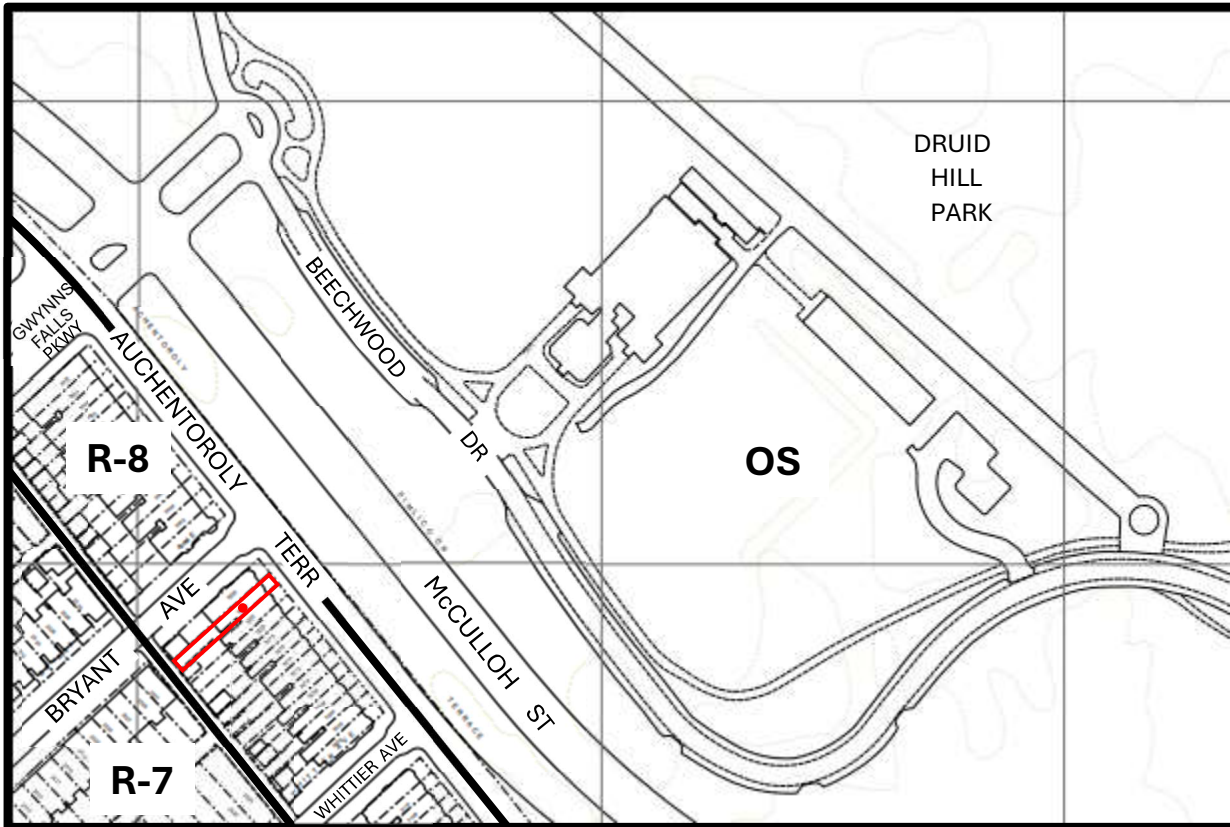 DRUID
HILL
PARK
BEECHWOOD
DR
GWYNNS
FALLS
PKWY
AUCHENTOROLY
TERR
R-8
OS
McCULLOH ST
AVE
BRYANT
TERRACE
WHITTIER AVE
R-7